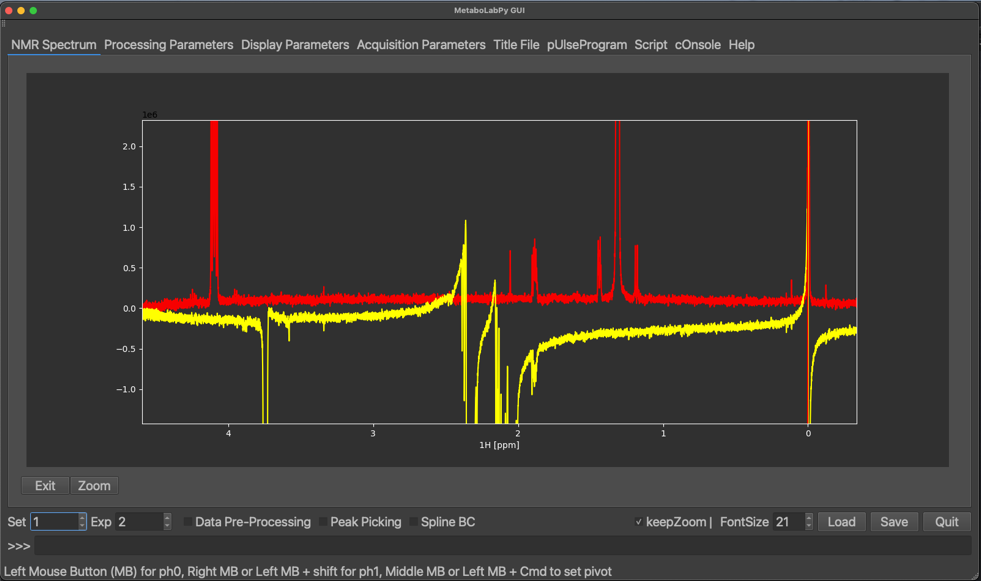 MetaboLabPy GUI
NMR Spectrum Processing Parameters Display Parameters Acquisition Parameters Title File pUlseProgram Script cOnsole Help
1e6
2.0
1.5
1.0
0.5
0.0
−0.5
−1.0
4 3 2 1 0
1H [ppm]
Exit Zoom
Set 1 Exp 2 Data Pre-Processing Peak Picking Spline BC ✓ keepZoom | FontSize 21 Load Save Quit
>>>
Left Mouse Button (MB) for ph0, Right MB or Left MB + shift for ph1, Middle MB or Left MB + Cmd to set pivot